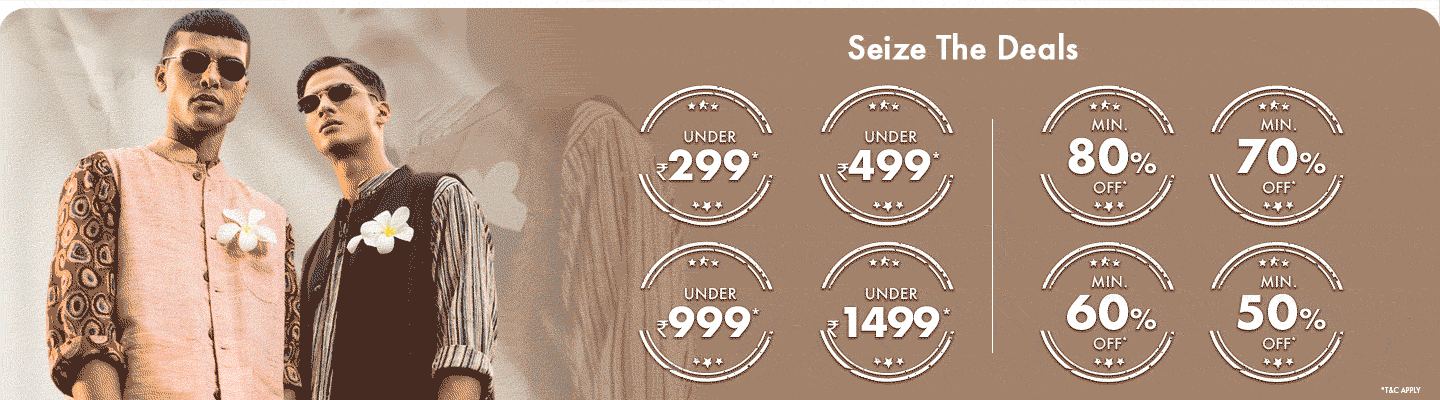 Seize The Deals
UNDER
₹299*
UNDER
₹499*
MIN.
80%
OFF*
MIN.
70%
OFF*
UNDER
₹999*
UNDER
₹1499*
MIN.
60%
OFF*
MIN.
50%
OFF*
*T&C APPLY